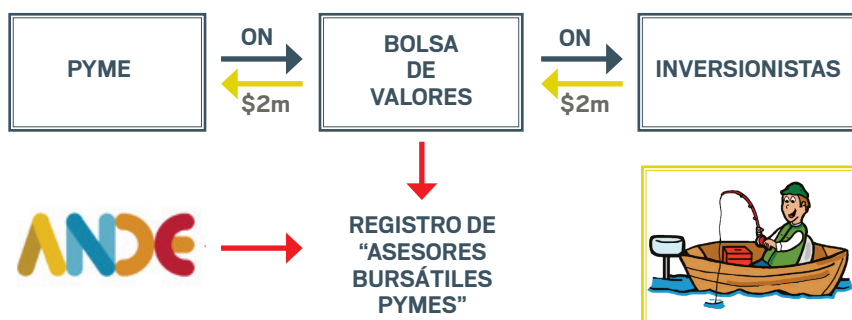 PYME
ON
$2m
BOLSA
DE
VALORES
ON
$2m
INVERSIONISTAS
ANDE
REGISTRO DE
“ASESORES
BURSÁTILES
PYMES”